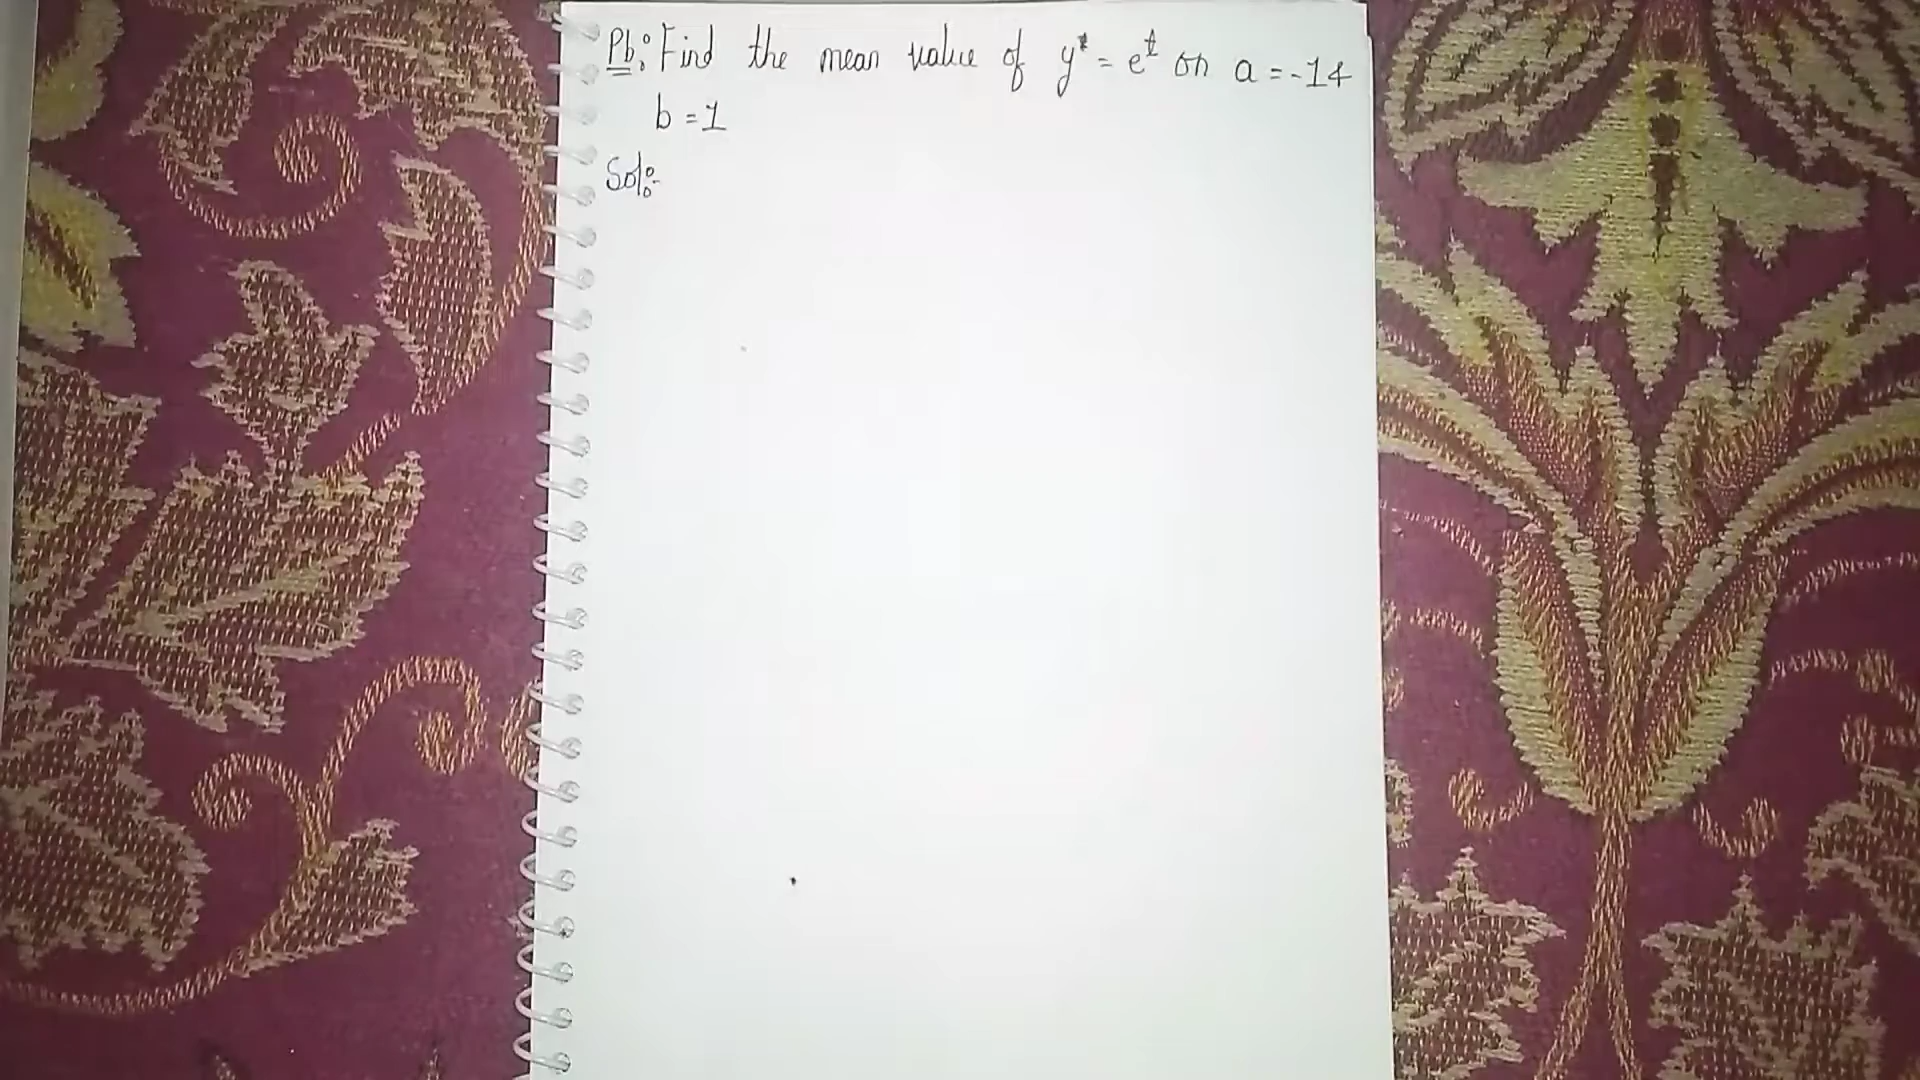 Pb: Find the mean value of y* = e^t on a = -14
b = 1
Sol:-